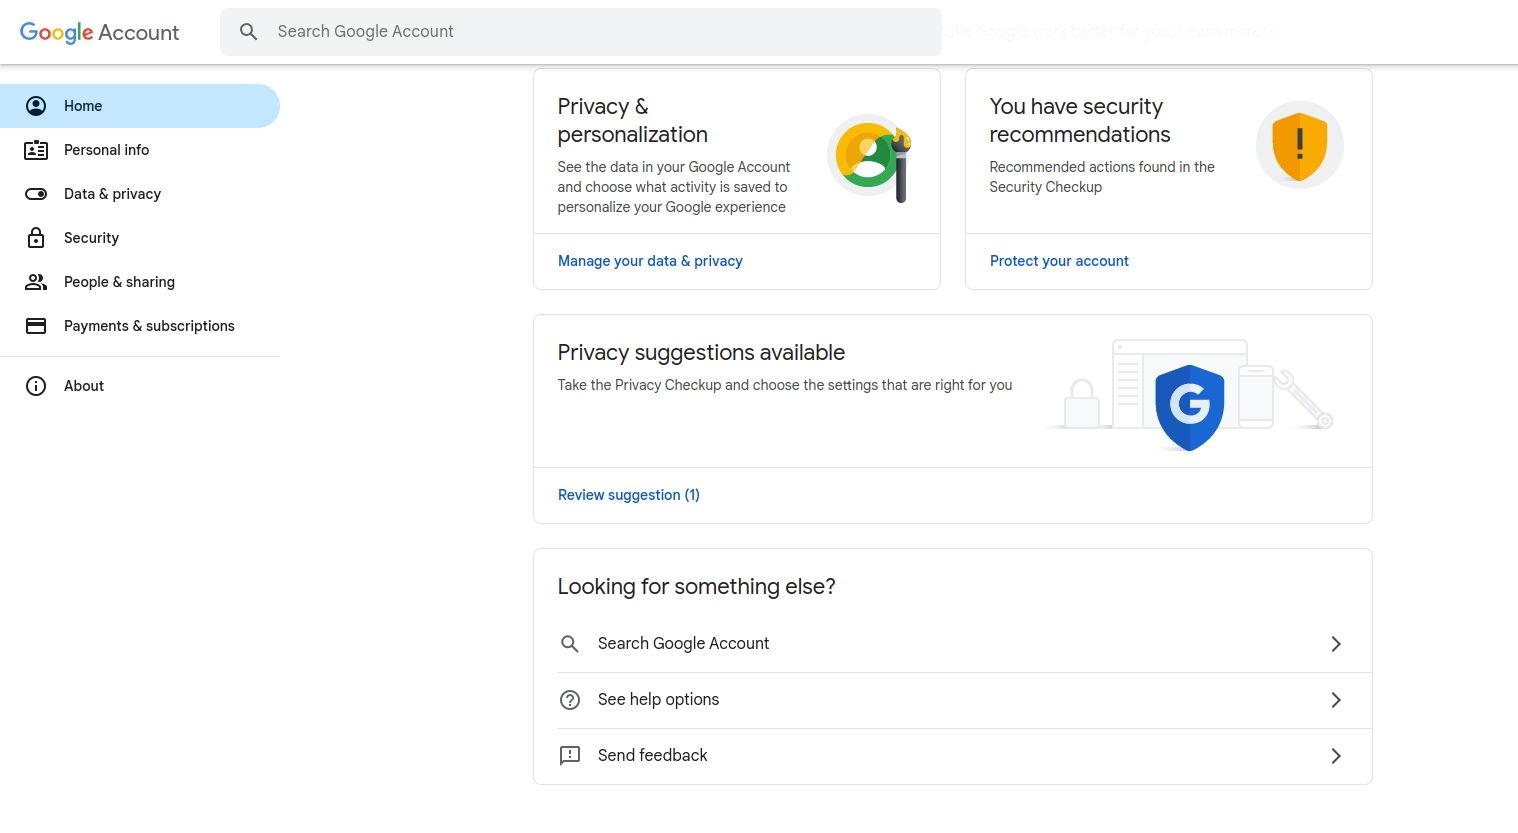 Google Account
Search Google Account
make Google work better for you. Learn more
Home
Personal info
Data & privacy
Security
People & sharing
Payments & subscriptions
About
Privacy &
personalization
See the data in your Google Account
and choose what activity is saved to
personalize your Google experience
Manage your data & privacy
You have security
recommendations
Recommended actions found in the
Security Checkup
Protect your account
Privacy suggestions available
Take the Privacy Checkup and choose the settings that are right for you
G
Review suggestion (1)
Looking for something else?
Search Google Account
See help options
Send feedback